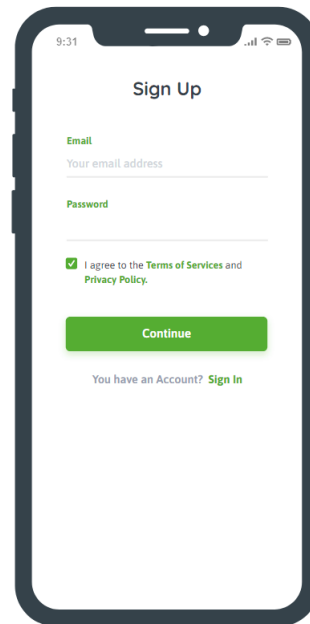 9:31
Sign Up
Email
Your email address
Password
I agree to the Terms of Services and
Privacy Policy.
Continue
You have an Account? Sign In